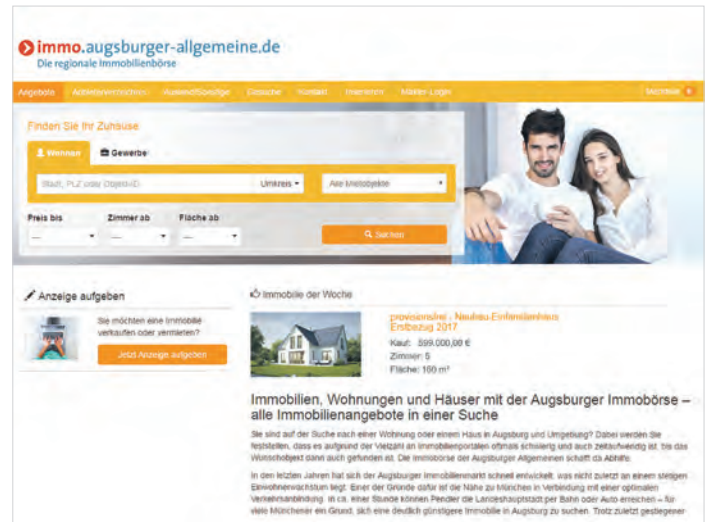 immo.augsburger-allgemeine.de
Die regionale Immobilienbörse
Angebote Anbieterverzeichnis Ausland/Sonstige Gesuche Kontakt Inserieren Makler-Login Merkliste 0
Finden Sie Ihr Zuhause
Wohnen Gewerbe
Stadt, PLZ oder Objekt-ID Umkreis Alle Mietobjekte
Preis bis Zimmer ab Fläche ab
--- --- --- Suchen
Anzeige aufgeben
Sie möchten eine Immobilie
verkaufen oder vermieten?
Jetzt Anzeige aufgeben
Immobilie der Woche
provisionsfrei - Neubau-Einfamilienhaus
Erstbezug 2017
Kauf: 599.000,00 €
Zimmer: 5
Fläche: 160 m²
Immobilien, Wohnungen und Häuser mit der Augsburger Immobörse –
alle Immobilienangebote in einer Suche
Sie sind auf der Suche nach einer Wohnung oder einem Haus in Augsburg und Umgebung? Dabei werden Sie
feststellen, dass es aufgrund der Vielzahl an Immobilienportalen oftmals schwierig und auch zeitaufwendig ist, bis das
Wunschobjekt dann auch gefunden ist. Die Immobörse der Augsburger Allgemeinen schafft da Abhilfe.
In den letzten Jahren hat sich der Augsburger Immobilienmarkt schnell entwickelt, was nicht zuletzt an einem stetigen
Einwohnerwachstum liegt. Einer der Gründe dafür ist die Nähe zu München in Verbindung mit einer optimalen
Verkehrsanbindung. In ca. einer Stunde können Pendler die Landeshauptstadt per Bahn oder Auto erreichen – für
viele Münchener ein Grund, sich eine deutlich günstigere Immobilie in Augsburg zu suchen. Trotz zuletzt gestiegener